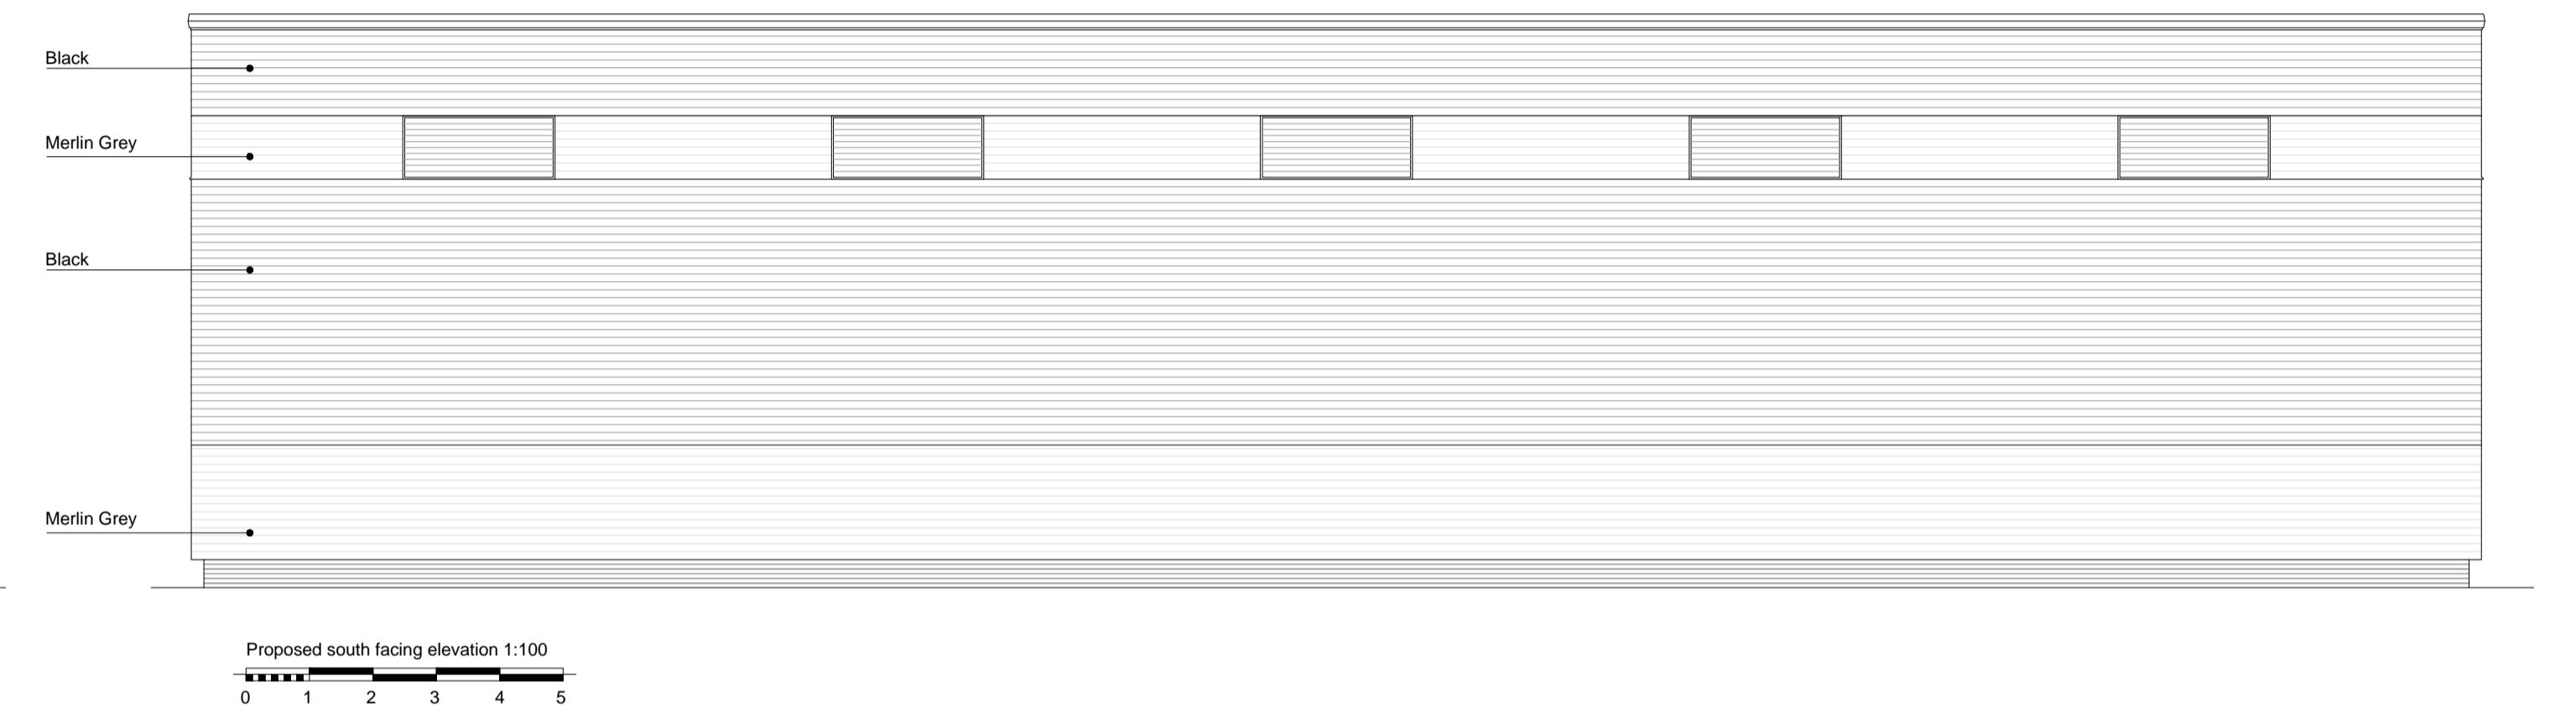 Black
Merlin Grey
Black
Merlin Grey
Proposed south facing elevation 1:100
0 1 2 3 4 5